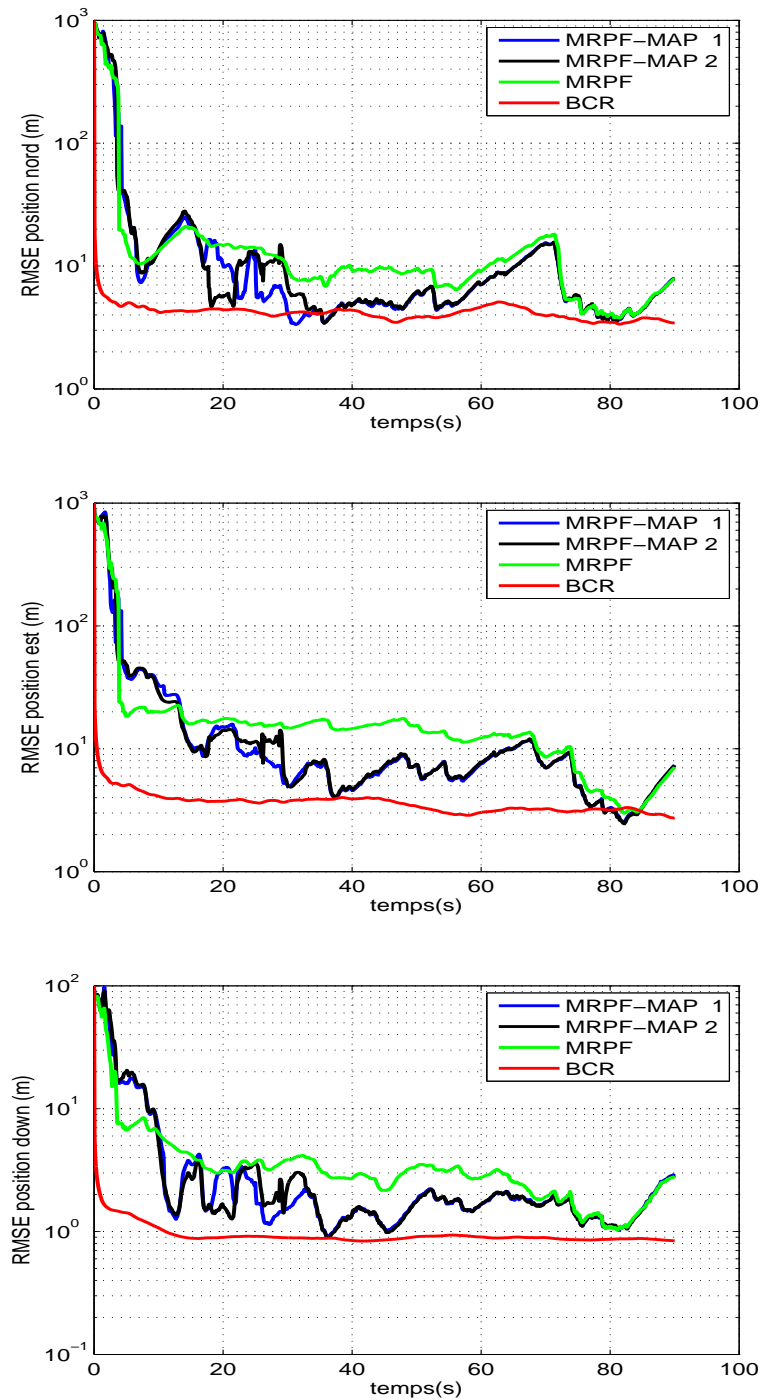 RMSE position nord (m)
10³
10²
10¹
10⁰
MRPF−MAP 1
MRPF−MAP 2
MRPF
BCR
0 20 40 60 80 100
temps(s)
RMSE position est (m)
10³
10²
10¹
10⁰
MRPF−MAP 1
MRPF−MAP 2
MRPF
BCR
0 20 40 60 80 100
temps(s)
RMSE position down (m)
10²
10¹
10⁰
10⁻¹
MRPF−MAP 1
MRPF−MAP 2
MRPF
BCR
0 20 40 60 80 100
temps(s)